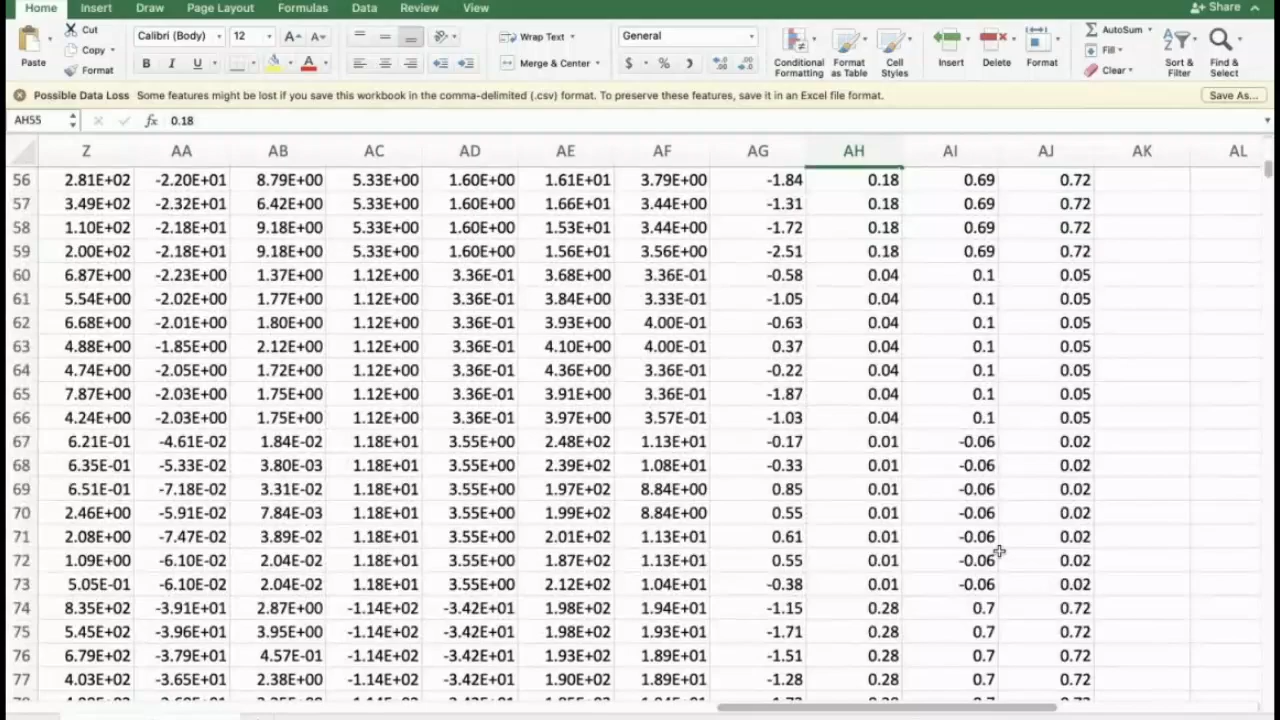 Home Insert Draw Page Layout Formulas Data Review View Share
Cut Calibri (Body) 12 Wrap Text General AutoSum
Copy Fill
Paste Format B I U A Merge & Center $ % Conditional Formatting Format as Table Cell Styles Insert Delete Format Clear Sort & Filter Find & Select
Possible Data Loss Some features might be lost if you save this workbook in the comma-delimited (.csv) format. To preserve these features, save it in an Excel file format. Save As...
AH55 fx 0.18
Z AA AB AC AD AE AF AG AH AI AJ AK AL
56 2.81E+02 -2.20E+01 8.79E+00 5.33E+00 1.60E+00 1.61E+01 3.79E+00 -1.84 0.18 0.69 0.72
57 3.49E+02 -2.32E+01 6.42E+00 5.33E+00 1.60E+00 1.66E+01 3.44E+00 -1.31 0.18 0.69 0.72
58 1.10E+02 -2.18E+01 9.18E+00 5.33E+00 1.60E+00 1.53E+01 3.44E+00 -1.72 0.18 0.69 0.72
59 2.00E+02 -2.18E+01 9.18E+00 5.33E+00 1.60E+00 1.56E+01 3.56E+00 -2.51 0.18 0.69 0.72
60 6.87E+00 -2.23E+00 1.37E+00 1.12E+00 3.36E-01 3.68E+00 3.36E-01 -0.58 0.04 0.1 0.05
61 5.54E+00 -2.02E+00 1.77E+00 1.12E+00 3.36E-01 3.84E+00 3.33E-01 -1.05 0.04 0.1 0.05
62 6.68E+00 -2.01E+00 1.80E+00 1.12E+00 3.36E-01 3.93E+00 4.00E-01 -0.63 0.04 0.1 0.05
63 4.88E+00 -1.85E+00 2.12E+00 1.12E+00 3.36E-01 4.10E+00 4.00E-01 0.37 0.04 0.1 0.05
64 4.74E+00 -2.05E+00 1.72E+00 1.12E+00 3.36E-01 4.36E+00 3.36E-01 -0.22 0.04 0.1 0.05
65 7.87E+00 -2.03E+00 1.75E+00 1.12E+00 3.36E-01 3.91E+00 3.36E-01 -1.87 0.04 0.1 0.05
66 4.24E+00 -2.03E+00 1.75E+00 1.12E+00 3.36E-01 3.97E+00 3.57E-01 -1.03 0.04 0.1 0.05
67 6.21E-01 -4.61E-02 1.84E-02 1.18E+01 3.55E+00 2.48E+02 1.13E+01 -0.17 0.01 -0.06 0.02
68 6.35E-01 -5.33E-02 3.80E-03 1.18E+01 3.55E+00 2.39E+02 1.08E+01 -0.33 0.01 -0.06 0.02
69 6.51E-01 -7.18E-02 3.31E-02 1.18E+01 3.55E+00 1.97E+02 8.84E+00 0.85 0.01 -0.06 0.02
70 2.46E+00 -5.91E-02 7.84E-03 1.18E+01 3.55E+00 1.99E+02 8.84E+00 0.55 0.01 -0.06 0.02
71 2.08E+00 -7.47E-02 3.89E-02 1.18E+01 3.55E+00 2.01E+02 1.13E+01 0.61 0.01 -0.06 0.02
72 1.09E+00 -6.10E-02 2.04E-02 1.18E+01 3.55E+00 1.87E+02 1.13E+01 0.55 0.01 -0.06 0.02
73 5.05E-01 -6.10E-02 2.04E-02 1.18E+01 3.55E+00 2.12E+02 1.04E+01 -0.38 0.01 -0.06 0.02
74 8.35E+02 -3.91E+01 2.87E+00 -1.14E+02 -3.42E+01 1.98E+02 1.94E+01 -1.15 0.28 0.7 0.72
75 5.45E+02 -3.96E+01 3.95E+00 -1.14E+02 -3.42E+01 1.98E+02 1.93E+01 -1.71 0.28 0.7 0.72
76 6.79E+02 -3.79E+01 4.57E-01 -1.14E+02 -3.42E+01 1.93E+02 1.89E+01 -1.51 0.28 0.7 0.72
77 4.03E+02 -3.65E+01 2.38E+00 -1.14E+02 -3.42E+01 1.90E+02 1.89E+01 -1.28 0.28 0.7 0.72